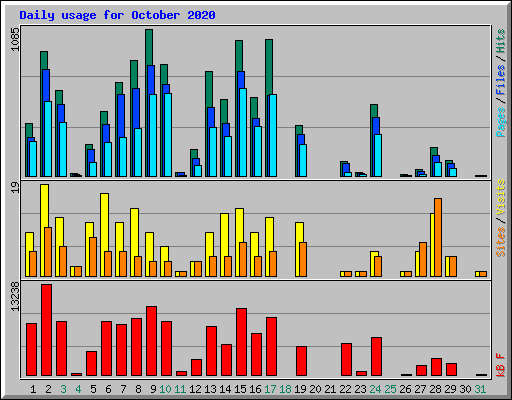 Daily usage for October 2020
1085
Pages / Files / Hits
19
Sites / Visits
13238
kB F
1 2 3 4 5 6 7 8 9 10 11 12 13 14 15 16 17 18 19 20 21 22 23 24 25 26 27 28 29 30 31